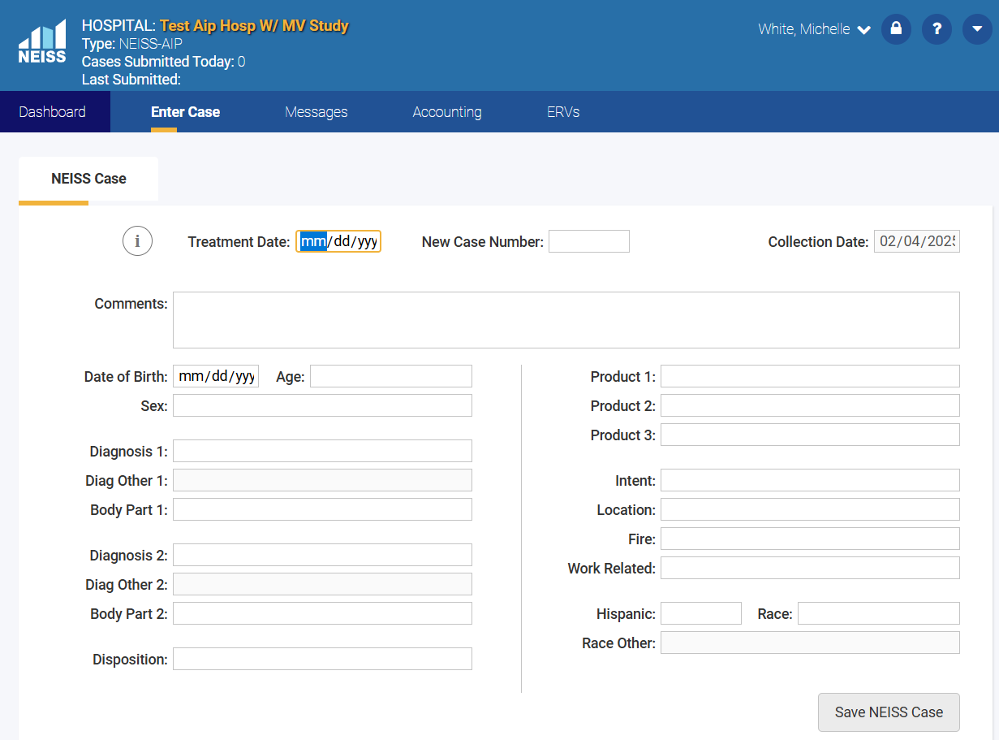 HOSPITAL: Test Aip Hosp W/ MV Study
Type: NEISS-AIP
Cases Submitted Today: 0
Last Submitted:
NEISS
White, Michelle
?
Dashboard Enter Case Messages Accounting ERVs
NEISS Case
i Treatment Date: mm/dd/yyy New Case Number: Collection Date: 02/04/2025
Comments:
Date of Birth: mm/dd/yyy Age:
Sex:
Diagnosis 1:
Diag Other 1:
Body Part 1:
Diagnosis 2:
Diag Other 2:
Body Part 2:
Disposition:
Product 1:
Product 2:
Product 3:
Intent:
Location:
Fire:
Work Related:
Hispanic: Race:
Race Other:
Save NEISS Case